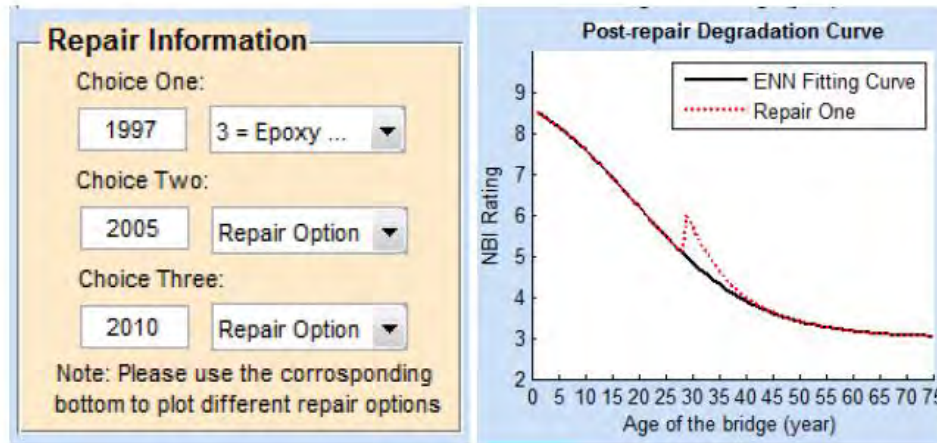 Repair Information
Choice One:
1997 3 = Epoxy ...
Choice Two:
2005 Repair Option
Choice Three:
2010 Repair Option
Note: Please use the corrosponding
bottom to plot different repair options
Post-repair Degradation Curve
ENN Fitting Curve
Repair One
NBI Rating
9
8
7
6
5
4
3
2
0 5 10 15 20 25 30 35 40 45 50 55 60 65 70 75
Age of the bridge (year)